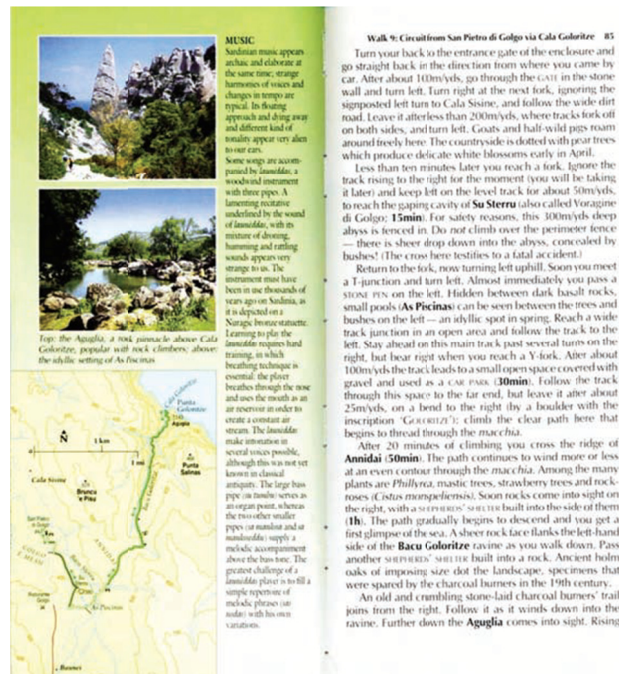 MUSIC
Sardinian music appears
archaic and elaborate at
the same time; strange
harmonies of voices and
changes in tempo are
typical. Its floating
approach and dying away
and different kind of
tonality appear very alien
to our ears.
Some songs are accom-
panied by launeddas, a
woodwind instrument
with three pipes. A
lamenting recitative
underlined by the sound
of launeddas, with its
mixture of droning,
humming and rattling
sounds appears very
strange to us. The
instrument must have
been in use thousands of
years ago on Sardinia, as
it is depicted on a
Nuragic bronze statuette.
Learning to play the
launeddas requires hard
training, in which
breathing technique is
essential: the player
breathes through the nose
and uses the mouth as an
air reservoir in order to
create a constant air
stream. The launeddas
make intonation in
several voices possible,
although this was not yet
known in classical
antiquity. The large bass
pipe serves as
an organ point, whereas
the two other smaller
pipes
supply a
melodic accompaniment
above the bass tone. The
greatest challenge of a
launeddas player is to fill a
simple repertoire of
melodic phrases
with his own
variations.
Top: the Aguglia, a rock pinnacle above Cala
Goloritze, popular with rock climbers; above:
the idyllic setting of As Piscinas
Cala Goloritze
Punta
Goloritze
Aguglia
N
1 km
1 mi
Punta
Salinas
Cala Sisine
Bruncu
e Pisu
Bacu Goloritze
ANNIDAI
San Pietro
di Golgo
As Piscinas
Baunei
Walk 9: Circuit from San Pietro di Golgo via Cala Goloritze 85
Turn your back to the entrance gate of the enclosure and
go straight back in the direction from where you came by
car. After about 100m/yds, go through the GATE in the stone
wall and turn left. Turn right at the next fork, ignoring the
signposted left turn to Cala Sisine, and follow the wide dirt
road. Leave it after less than 200m/yds, where tracks fork off
on both sides, and turn left. Goats and half-wild pigs roam
around freely here. The countryside is dotted with pear trees
which produce delicate white blossoms early in April.
Less than ten minutes later you reach a fork. Ignore the
track rising to the right for the moment (you will be taking
it later) and keep left on the level track for about 50m/yds,
to reach the gaping cavity of Su Sterru (also called Voragine
di Golgo; 15min). For safety reasons, this 300m/yds deep
abyss is fenced in. Do not climb over the perimeter fence
— there is sheer drop down into the abyss, concealed by
bushes! (The cross here testifies to a fatal accident.)
Return to the fork, now turning left uphill. Soon you meet
a T-junction and turn left. Almost immediately you pass a
STONE PEN on the left. Hidden between dark basalt rocks,
small pools (As Piscinas) can be seen between the trees and
bushes on the left — an idyllic spot in spring. Reach a wide
track junction in an open area and follow the track to the
left. Stay ahead on this main track past several turns on the
right, but bear right when you reach a Y-fork. After about
100m/yds the track leads to a small open space covered with
gravel and used as a CAR PARK (30min). Follow the track
through this space to the far end, but leave it after about
25m/yds, on a bend to the right (by a boulder with the
inscription 'GOLORITZE'): climb the clear path here that
begins to thread through the macchia.
After 20 minutes of climbing you cross the ridge of
Annidai (50min). The path continues to wind more or less
at an even contour through the macchia. Among the many
plants are Phillyrea, mastic trees, strawberry trees and rock-
roses (Cistus monspeliensis). Soon rocks come into sight on
the right, with a SHEPHERDS' SHELTER built into the side of them
(1h). The path gradually begins to descend and you get a
first glimpse of the sea. A sheer rock face flanks the left-hand
side of the Bacu Goloritze ravine as you walk down. Pass
another SHEPHERDS' SHELTER built into a rock. Ancient holm
oaks of imposing size dot the landscape, specimens that
were spared by the charcoal burners in the 19th century.
An old and crumbling stone-laid charcoal burners' trail
joins from the right. Follow it as it winds down into the
ravine. Further down the Aguglia comes into sight. Rising